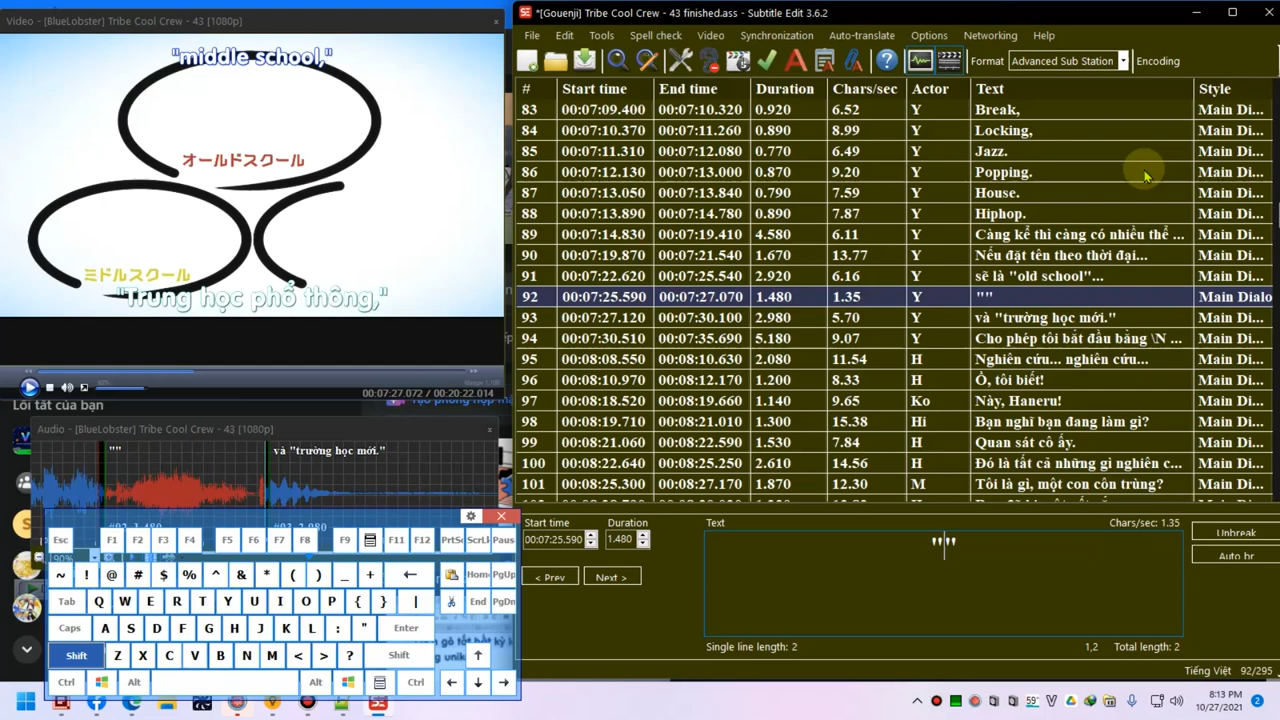 Video - [BlueLobster] Tribe Cool Crew - 43 [1080p]
"middle school,"
オールドスクール
ミドルスクール
"Trung học phổ thông,"
00:07:27.072 / 00:20:22.014
Lối tắt của bạn
Audio - [BlueLobster] Tribe Cool Crew - 43 [1080p]
"" và "trường học mới."
#92 1.480 #93 2.980
90%
Esc F1 F2 F3 F4 F5 F6 F7 F8 F9 F11 F12 PrtSc ScrLk Pause
~ ! @ # $ % ^ & * ( ) _ + ← Home PgUp
Tab Q W E R T Y U I O P { } | End PgDn
Caps A S D F G H J K L : " Enter
Shift Z X C V B N M < > ? Shift ↑
Ctrl Alt Alt Ctrl ← ↓ →
*[Gouenji] Tribe Cool Crew - 43 finished.ass - Subtitle Edit 3.6.2
File Edit Tools Spell check Video Synchronization Auto-translate Options Networking Help
Format Advanced Sub Station Encoding
# Start time End time Duration Chars/sec Actor Text Style
83 00:07:09.400 00:07:10.320 0.920 6.52 Y Break, Main Di...
84 00:07:10.370 00:07:11.260 0.890 8.99 Y Locking, Main Di...
85 00:07:11.310 00:07:12.080 0.770 6.49 Y Jazz. Main Di...
86 00:07:12.130 00:07:13.000 0.870 9.20 Y Popping. Main Di...
87 00:07:13.050 00:07:13.840 0.790 7.59 Y House. Main Di...
88 00:07:13.890 00:07:14.780 0.890 7.87 Y Hiphop. Main Di...
89 00:07:14.830 00:07:19.410 4.580 6.11 Y Càng kể thì càng có nhiều thể ... Main Di...
90 00:07:19.870 00:07:21.540 1.670 13.77 Y Nếu đặt tên theo thời đại... Main Di...
91 00:07:22.620 00:07:25.540 2.920 6.16 Y sẽ là "old school"... Main Di...
92 00:07:25.590 00:07:27.070 1.480 1.35 Y "" Main Dialo
93 00:07:27.120 00:07:30.100 2.980 5.70 Y và "trường học mới." Main Di...
94 00:07:30.510 00:07:35.690 5.180 9.07 Y Cho phép tôi bắt đầu bằng \N ... Main Di...
95 00:08:08.550 00:08:10.630 2.080 11.54 H Nghiên cứu... nghiên cứu... Main Di...
96 00:08:10.970 00:08:12.170 1.200 8.33 H Ồ, tôi biết! Main Di...
97 00:08:18.520 00:08:19.660 1.140 9.65 Ko Này, Haneru! Main Di...
98 00:08:19.710 00:08:21.010 1.300 15.38 Hi Bạn nghĩ bạn đang làm gì? Main Di...
99 00:08:21.060 00:08:22.590 1.530 7.84 H Quan sát cô ấy. Main Di...
100 00:08:22.640 00:08:25.250 2.610 14.56 H Đó là tất cả những gì nghiên c... Main Di...
101 00:08:25.300 00:08:27.170 1.870 12.30 M Tôi là gì, một con côn trùng? Main Di...
Start time Duration Text Chars/sec: 1.35
00:07:25.590 1.480 ""
Unbreak
Auto br
< Prev Next >
Single line length: 2 1,2 Total length: 2
Tiếng Việt 92/295
59°
8:13 PM
10/27/2021